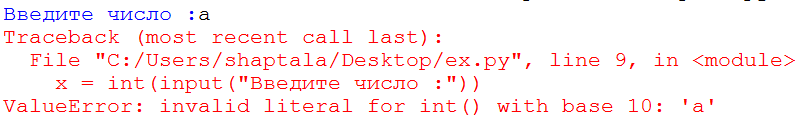 Введите число :a
Traceback (most recent call last):
  File "C:/Users/shaptala/Desktop/ex.py", line 9, in <module>
    x = int(input("Введите число :"))
ValueError: invalid literal for int() with base 10: 'a'